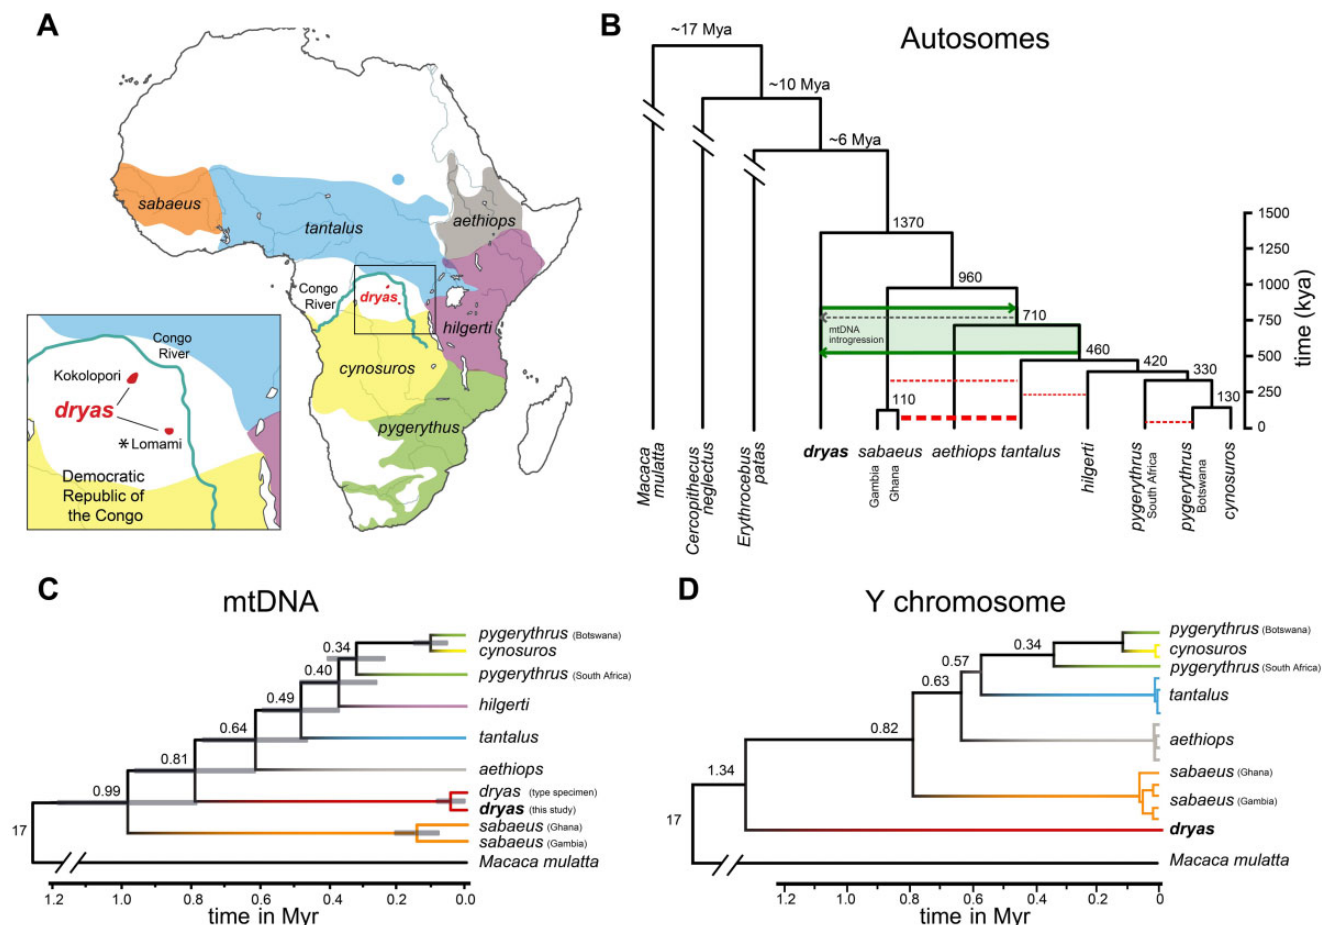 A
sabaeus
tantalus
aethiops
Congo
River
dryas
hilgerti
cynosuros
pygerythrus
Congo
River
Kokolopori
dryas
* Lomami
Democratic
Republic of
the Congo
B
Autosomes
~17 Mya
~10 Mya
~6 Mya
1370
960
710
460
420
330
130
110
mtDNA
introgression
1500
1250
1000
750
500
250
0
time (kya)
Macaca
mulatta
Cercopithecus
neglectus
Erythrocebus
patas
dryas
sabaeus
Gambia
Ghana
aethiops
tantalus
hilgerti
pygerythrus
South Africa
pygerythrus
Botswana
cynosuros
C
mtDNA
pygerythrus (Botswana)
cynosuros
pygerythrus (South Africa)
hilgerti
tantalus
aethiops
dryas (type specimen)
dryas (this study)
sabaeus (Ghana)
sabaeus (Gambia)
Macaca mulatta
0.34
0.40
0.49
0.64
0.81
0.99
17
1.2 1.0 0.8 0.6 0.4 0.2 0.0
time in Myr
D
Y chromosome
pygerythrus (Botswana)
cynosuros
pygerythrus (South Africa)
tantalus
aethiops
sabaeus (Ghana)
sabaeus (Gambia)
dryas
Macaca mulatta
0.34
0.57
0.63
0.82
1.34
17
1.2 1.0 0.8 0.6 0.4 0.2 0
time in Myr